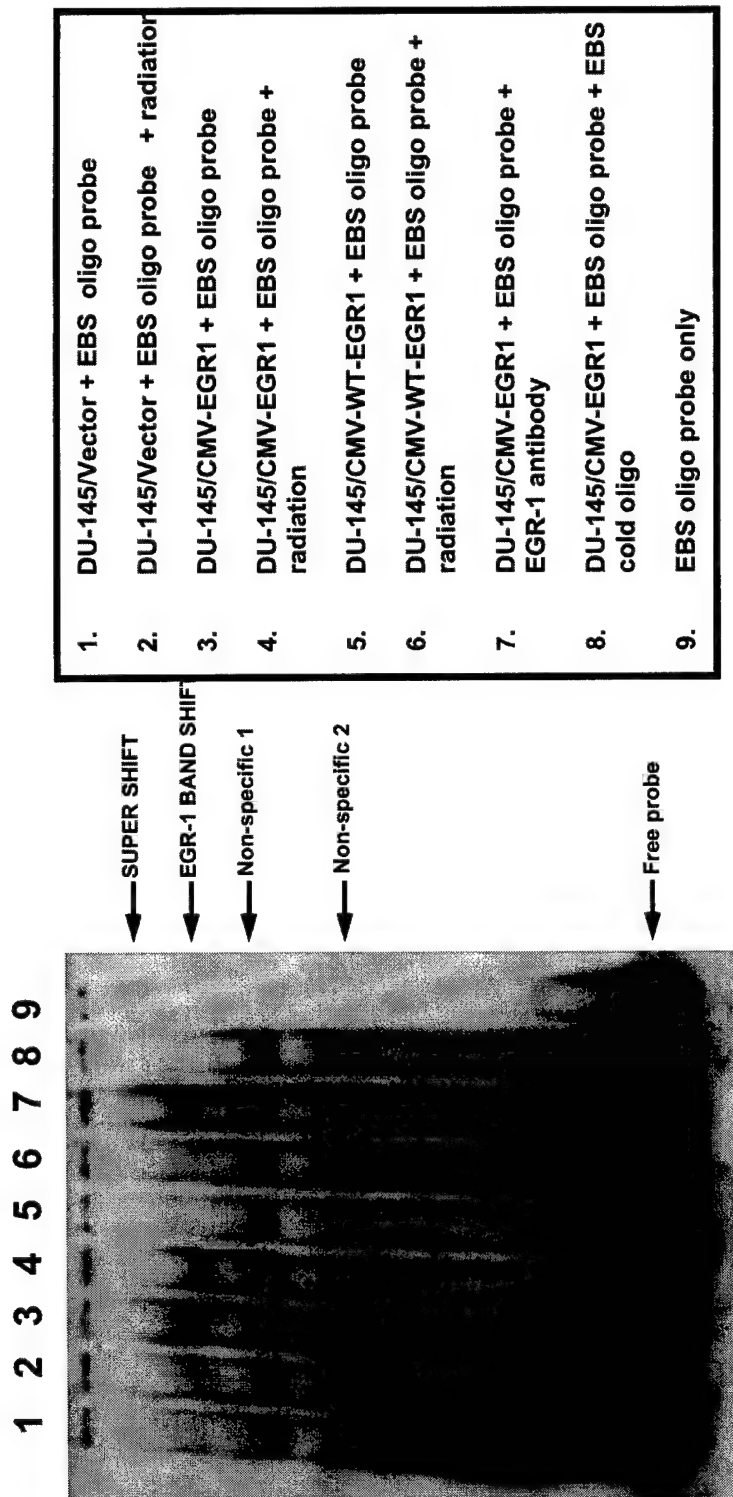 1 2 3 4 5 6 7 8 9
SUPER SHIFT
EGR-1 BAND SHIFT
Non-specific 1
Non-specific 2
Free probe
1. DU-145/Vector + EBS oligo probe
2. DU-145/Vector + EBS oligo probe + radiation
3. DU-145/CMV-EGR1 + EBS oligo probe
4. DU-145/CMV-EGR1 + EBS oligo probe +
radiation
5. DU-145/CMV-WT-EGR1 + EBS oligo probe
6. DU-145/CMV-WT-EGR1 + EBS oligo probe +
radiation
7. DU-145/CMV-EGR1 + EBS oligo probe +
EGR-1 antibody
8. DU-145/CMV-EGR1 + EBS oligo probe + EBS
cold oligo
9. EBS oligo probe only